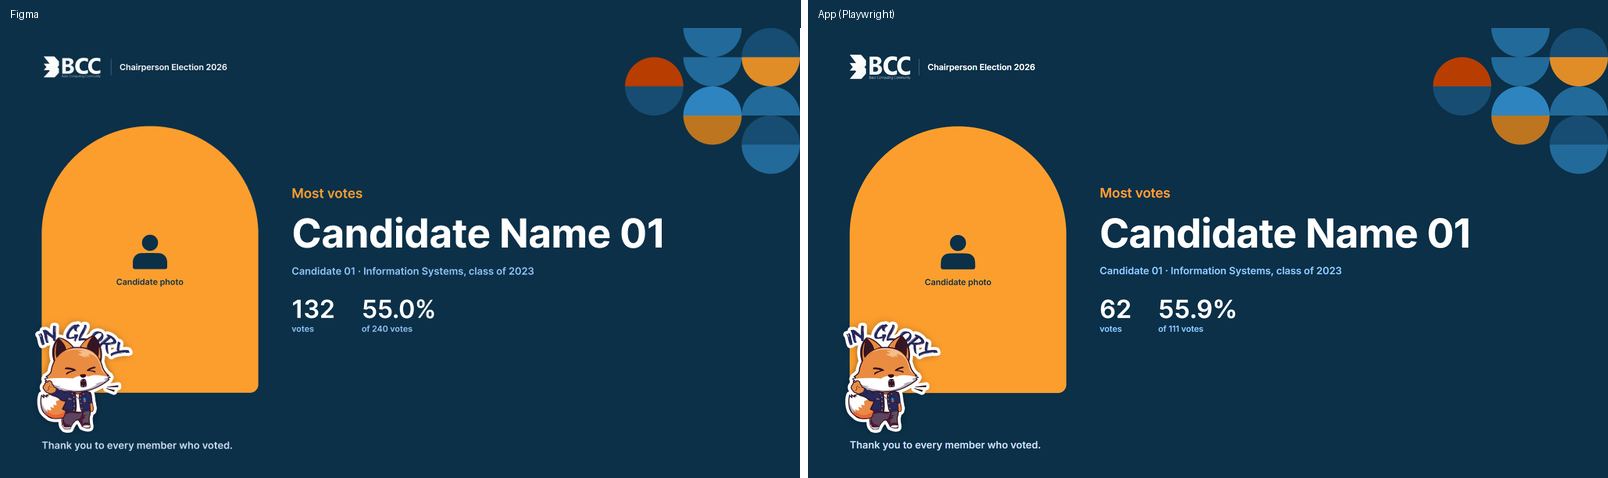 Figma
BCC
Chairperson Election 2026
Most votes
Candidate Name 01
Candidate photo
Candidate 01 · Information Systems, class of 2023
132
55.0%
votes
of 240 votes
IN GLORY
Thank you to every member who voted.
App (Playwright)
BCC
Basic Computing Community
Chairperson Election 2026
Most votes
Candidate Name 01
Candidate photo
Candidate 01 · Information Systems, class of 2023
62
55.9%
votes
of 111 votes
IN GLORY
Thank you to every member who voted.